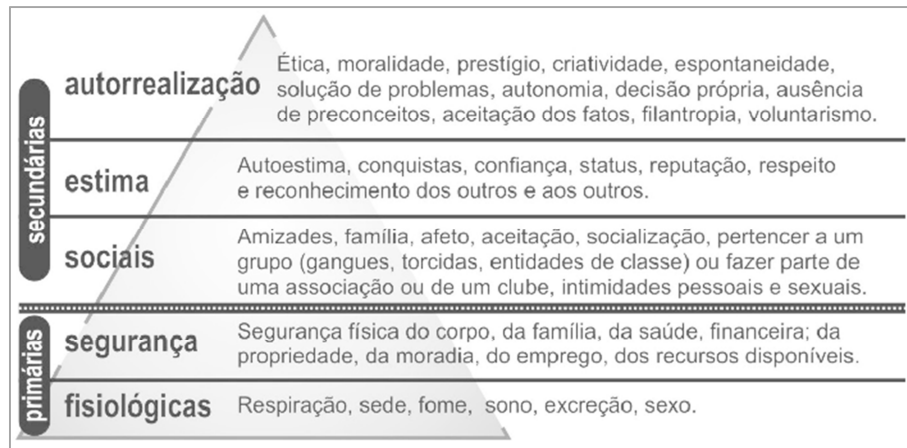 autorrealização
Ética, moralidade, prestígio, criatividade, espontaneidade,
solução de problemas, autonomia, decisão própria, ausência
de preconceitos, aceitação dos fatos, filantropia, voluntarismo.
secundárias
estima
Autoestima, conquistas, confiança, status, reputação, respeito
e reconhecimento dos outros e aos outros.
sociais
Amizades, família, afeto, aceitação, socialização, pertencer a um
grupo (gangues, torcidas, entidades de classe) ou fazer parte de
uma associação ou de um clube, intimidades pessoais e sexuais.
primárias
segurança
Segurança física do corpo, da família, da saúde, financeira; da
propriedade, da moradia, do emprego, dos recursos disponíveis.
fisiológicas
Respiração, sede, fome, sono, excreção, sexo.